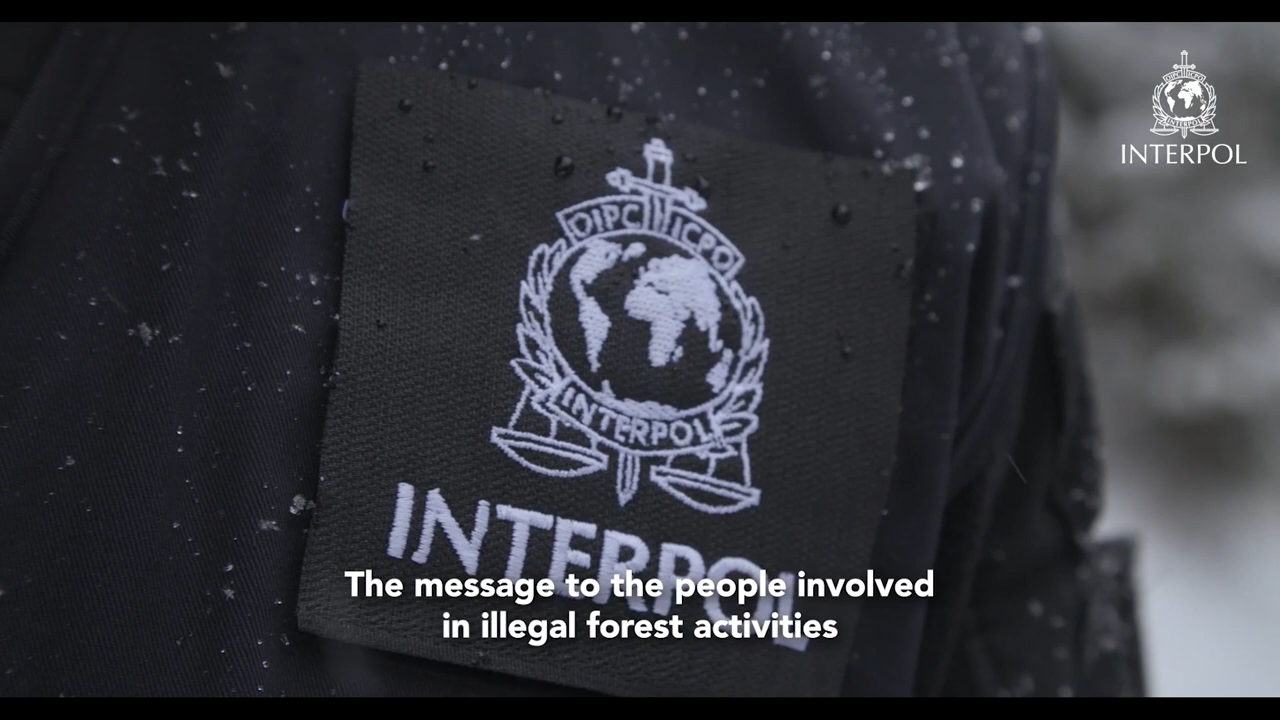 OIPC ICPO
INTERPOL
INTERPOL
OIPC ICPO
INTERPOL
INTERPOL
The message to the people involved
in illegal forest activities